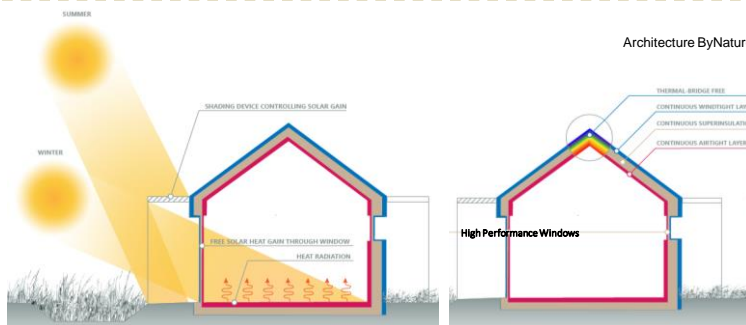 SUMMER
Architecture ByNatur
THERMAL-BRIDGE FREE
SHADING DEVICE CONTROLLING SOLAR GAIN
CONTINUOUS WINDTIGHT LAY
CONTINUOUS SUPERINSULATI
CONTINUOUS AIRTIGHT LAYER
WINTER
High Performance Windows
FREE SOLAR HEAT GAIN THROUGH WINDOW
HEAT RADIATION